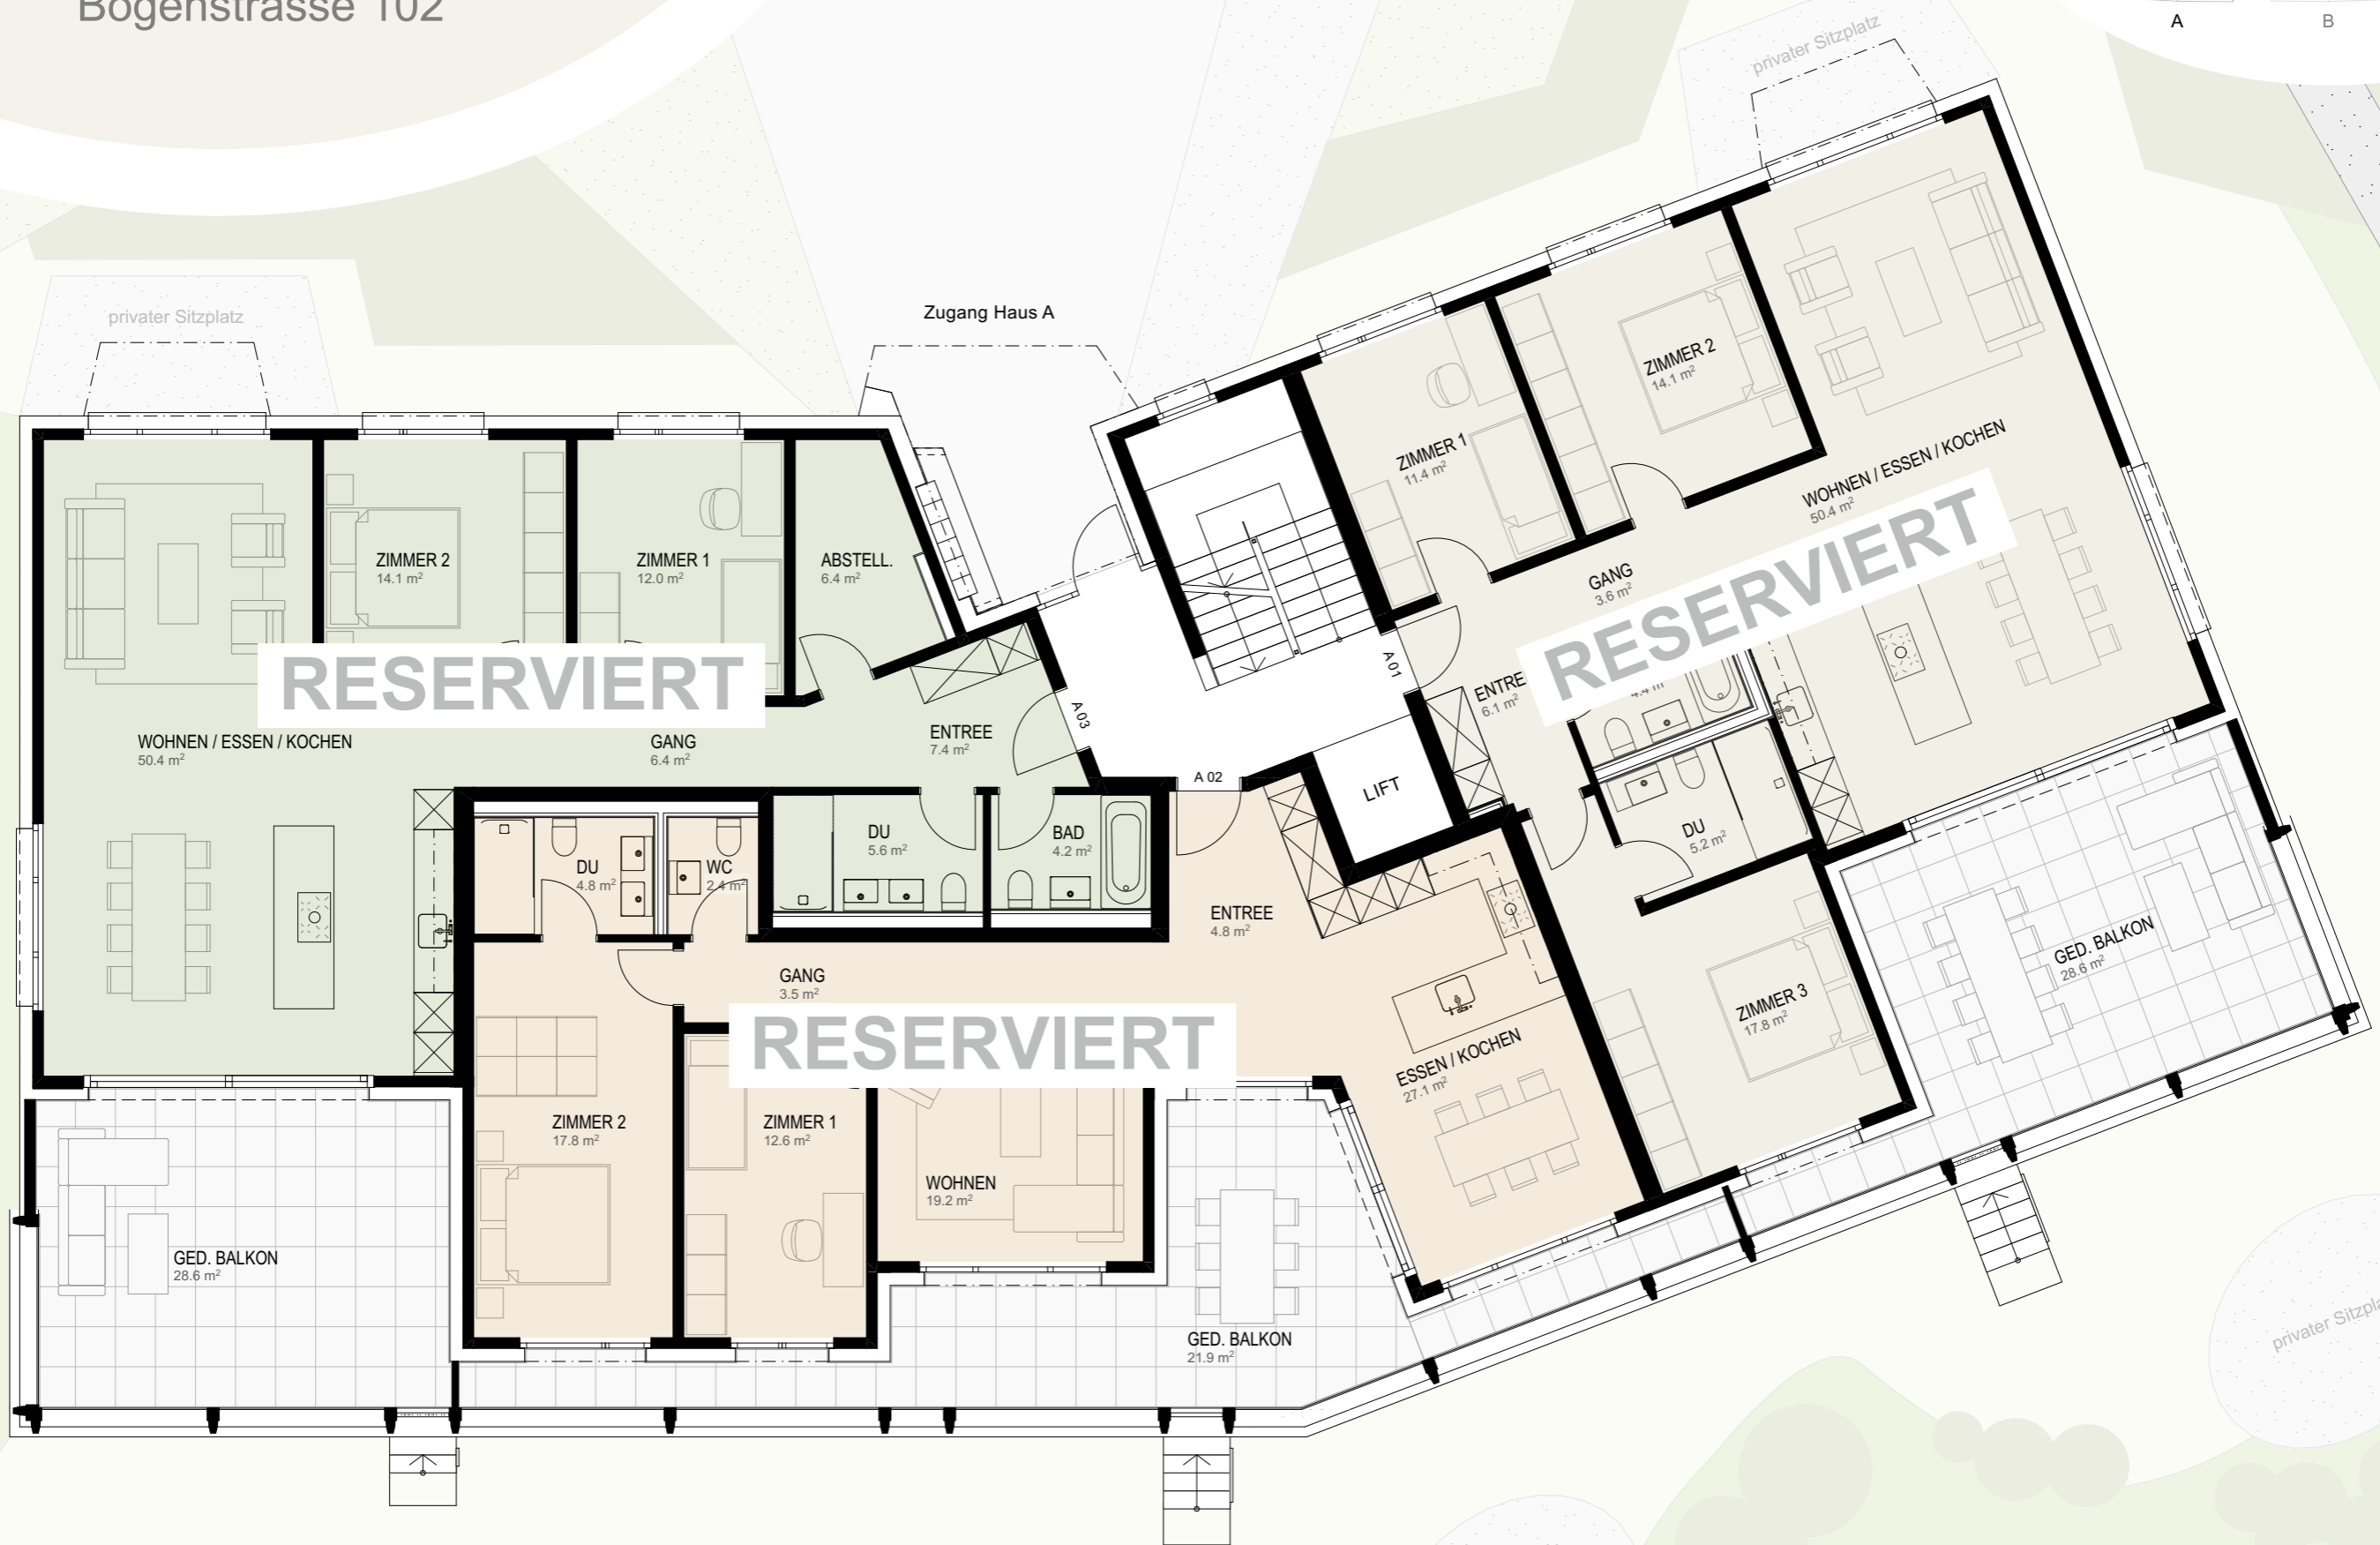 Bogenstrasse 102
A
B
privater Sitzplatz
privater Sitzplatz
Zugang Haus A
ZIMMER 2
14.1 m²
ZIMMER 1
12.0 m²
ABSTELL.
6.4 m²
RESERVIERT
WOHNEN / ESSEN / KOCHEN
50.4 m²
GANG
6.4 m²
ENTREE
7.4 m²
A 03
DU
5.6 m²
BAD
4.2 m²
GED. BALKON
28.6 m²
ZIMMER 1
11.4 m²
ZIMMER 2
14.1 m²
WOHNEN / ESSEN / KOCHEN
50.4 m²
GANG
3.6 m²
RESERVIERT
A 01
6.1 m²
DU
5.2 m²
ZIMMER 3
17.8 m²
GED. BALKON
28.6 m²
LIFT
A 02
DU
4.8 m²
WC
2.4 m²
ENTREE
4.8 m²
GANG
3.5 m²
RESERVIERT
ESSEN / KOCHEN
27.1 m²
ZIMMER 2
17.8 m²
ZIMMER 1
12.6 m²
WOHNEN
19.2 m²
GED. BALKON
21.9 m²
privater